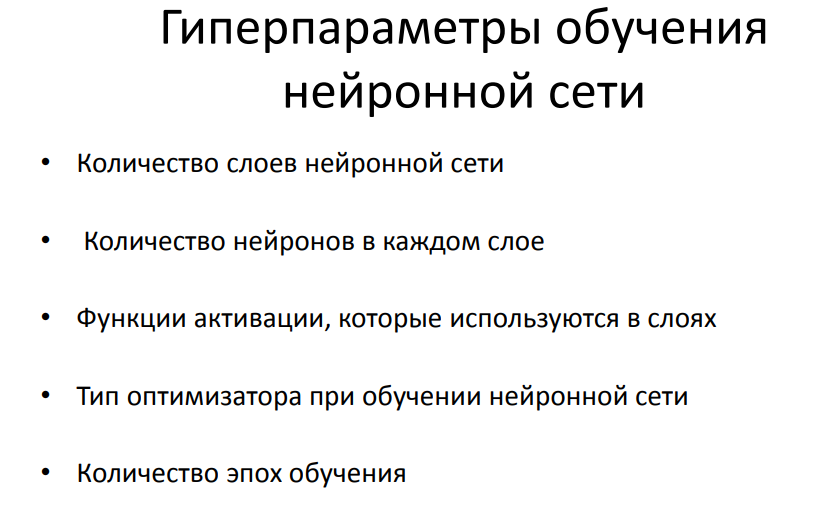 Гиперпараметры обучения
нейронной сети
• Количество слоев нейронной сети
• Количество нейронов в каждом слое
• Функции активации, которые используются в слоях
• Тип оптимизатора при обучении нейронной сети
• Количество эпох обучения